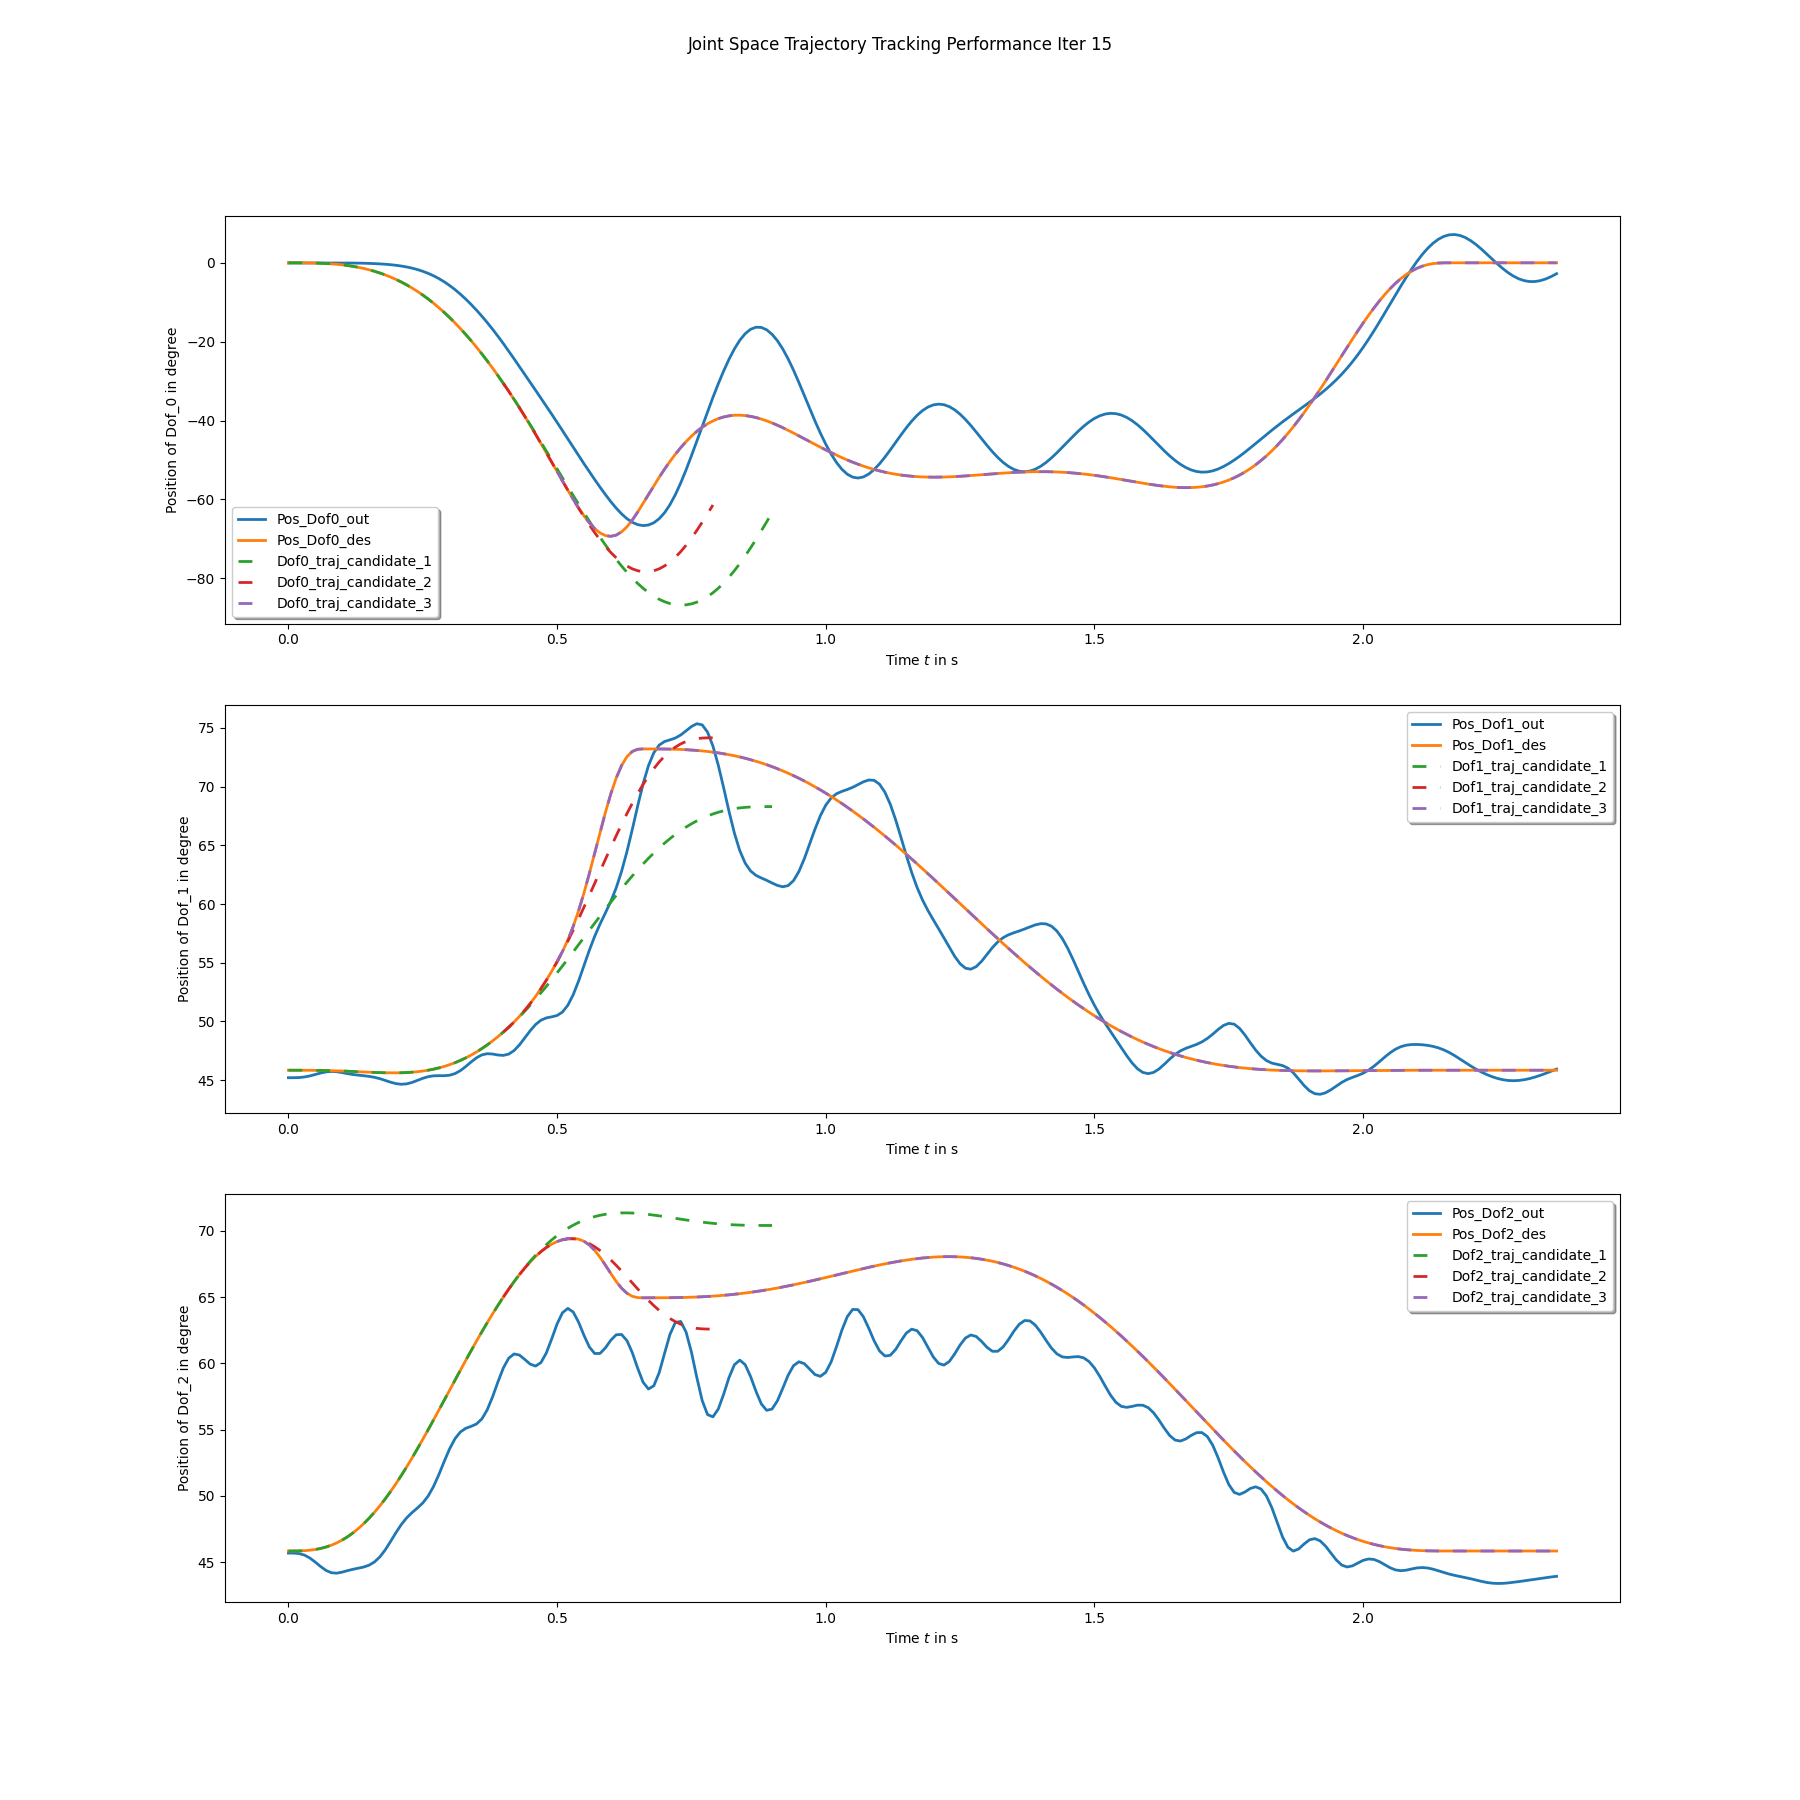 Joint Space Trajectory Tracking Performance Iter 15
Position of Dof_0 in degree
0
−20
−40
−60
−80
Pos_Dof0_out
Pos_Dof0_des
Dof0_traj_candidate_1
Dof0_traj_candidate_2
Dof0_traj_candidate_3
0.0 0.5 1.0 1.5 2.0
Time t in s
Position of Dof_1 in degree
75
70
65
60
55
50
45
Pos_Dof1_out
Pos_Dof1_des
Dof1_traj_candidate_1
Dof1_traj_candidate_2
Dof1_traj_candidate_3
0.0 0.5 1.0 1.5 2.0
Time t in s
Position of Dof_2 in degree
70
65
60
55
50
45
Pos_Dof2_out
Pos_Dof2_des
Dof2_traj_candidate_1
Dof2_traj_candidate_2
Dof2_traj_candidate_3
0.0 0.5 1.0 1.5 2.0
Time t in s